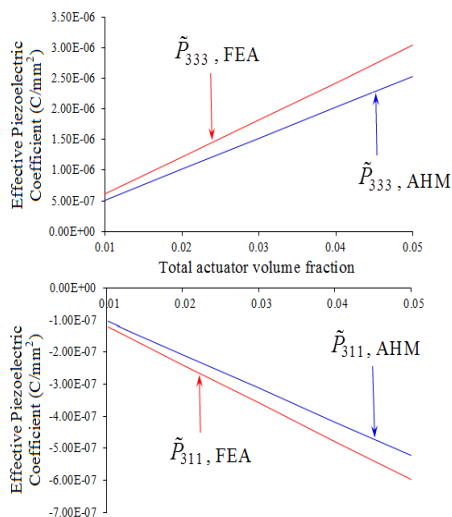 Effective Piezoelectric
Coefficient (C/mm²)
3.50E-06
3.00E-06
2.50E-06
2.00E-06
1.50E-06
1.00E-06
5.00E-07
0.00E+00
P̃₃₃₃ , FEA
P̃₃₃₃ , AHM
0.01 0.02 0.03 0.04 0.05
Total actuator volume fraction
Effective Piezoelectric
Coefficient (C/mm²)
0.00E+00
-1.00E-07
-2.00E-07
-3.00E-07
-4.00E-07
-5.00E-07
-6.00E-07
-7.00E-07
0.01 0.02 0.03 0.04 0.05
P̃₃₁₁ , AHM
P̃₃₁₁ , FEA